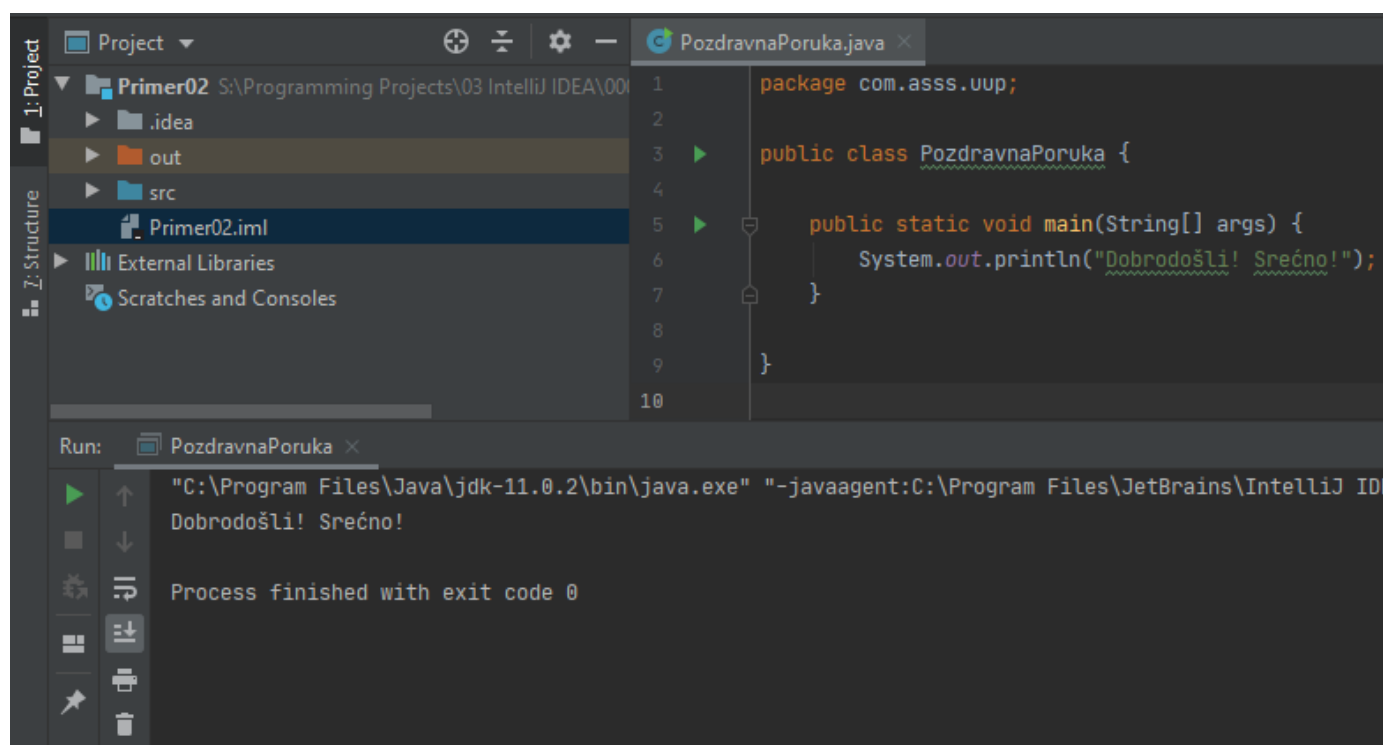 1: Project
7: Structure
Project
Primer02 S:\Programming Projects\03 IntelliJ IDEA\00
.idea
out
src
Primer02.iml
External Libraries
Scratches and Consoles
PozdravnaPoruka.java
1 package com.asss.uup;
2
3 public class PozdravnaPoruka {
4
5 public static void main(String[] args) {
6 System.out.println("Dobrodošli! Srećno!");
7 }
8
9 }
10
Run: PozdravnaPoruka
"C:\Program Files\Java\jdk-11.0.2\bin\java.exe" "-javaagent:C:\Program Files\JetBrains\IntelliJ ID
Dobrodošli! Srećno!
Process finished with exit code 0